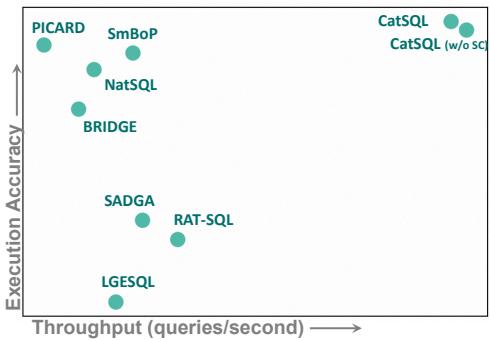 PICARD
SmBoP
CatSQL
CatSQL (w/o SC)
NatSQL
BRIDGE
SADGA
RAT-SQL
LGESQL
Execution Accuracy
Throughput (queries/second)